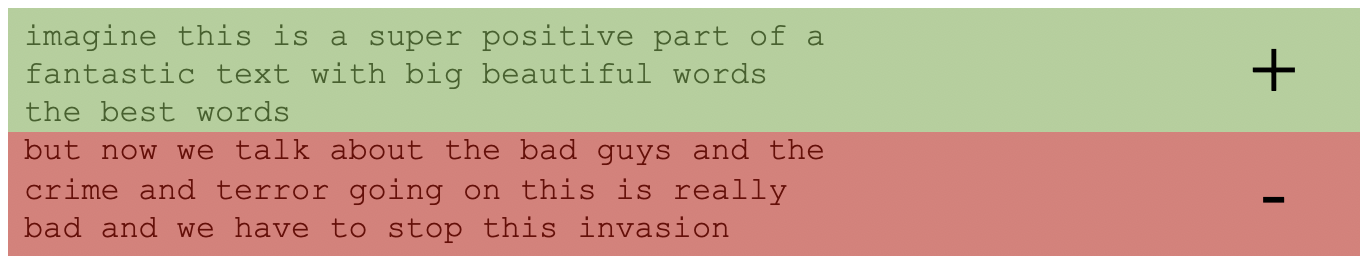 imagine this is a super positive part of a
fantastic text with big beautiful words
the best words
+
but now we talk about the bad guys and the
crime and terror going on this is really
bad and we have to stop this invasion
-